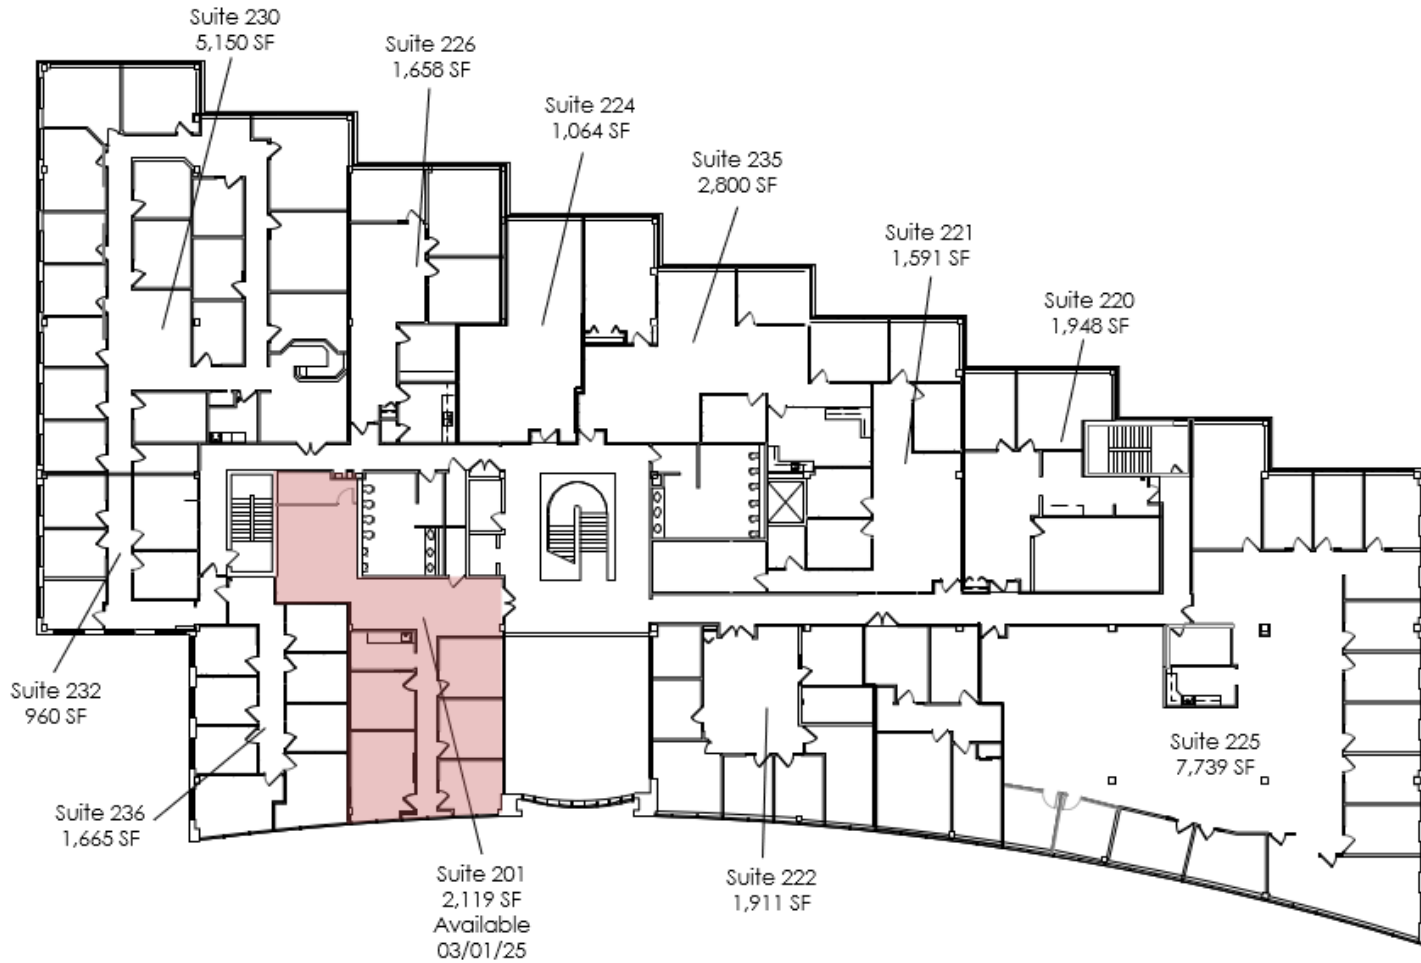 Suite 230
5,150 SF
Suite 226
1,658 SF
Suite 224
1,064 SF
Suite 235
2,800 SF
Suite 221
1,591 SF
Suite 220
1,948 SF
Suite 232
960 SF
Suite 236
1,665 SF
Suite 201
2,119 SF
Available
03/01/25
Suite 222
1,911 SF
Suite 225
7,739 SF